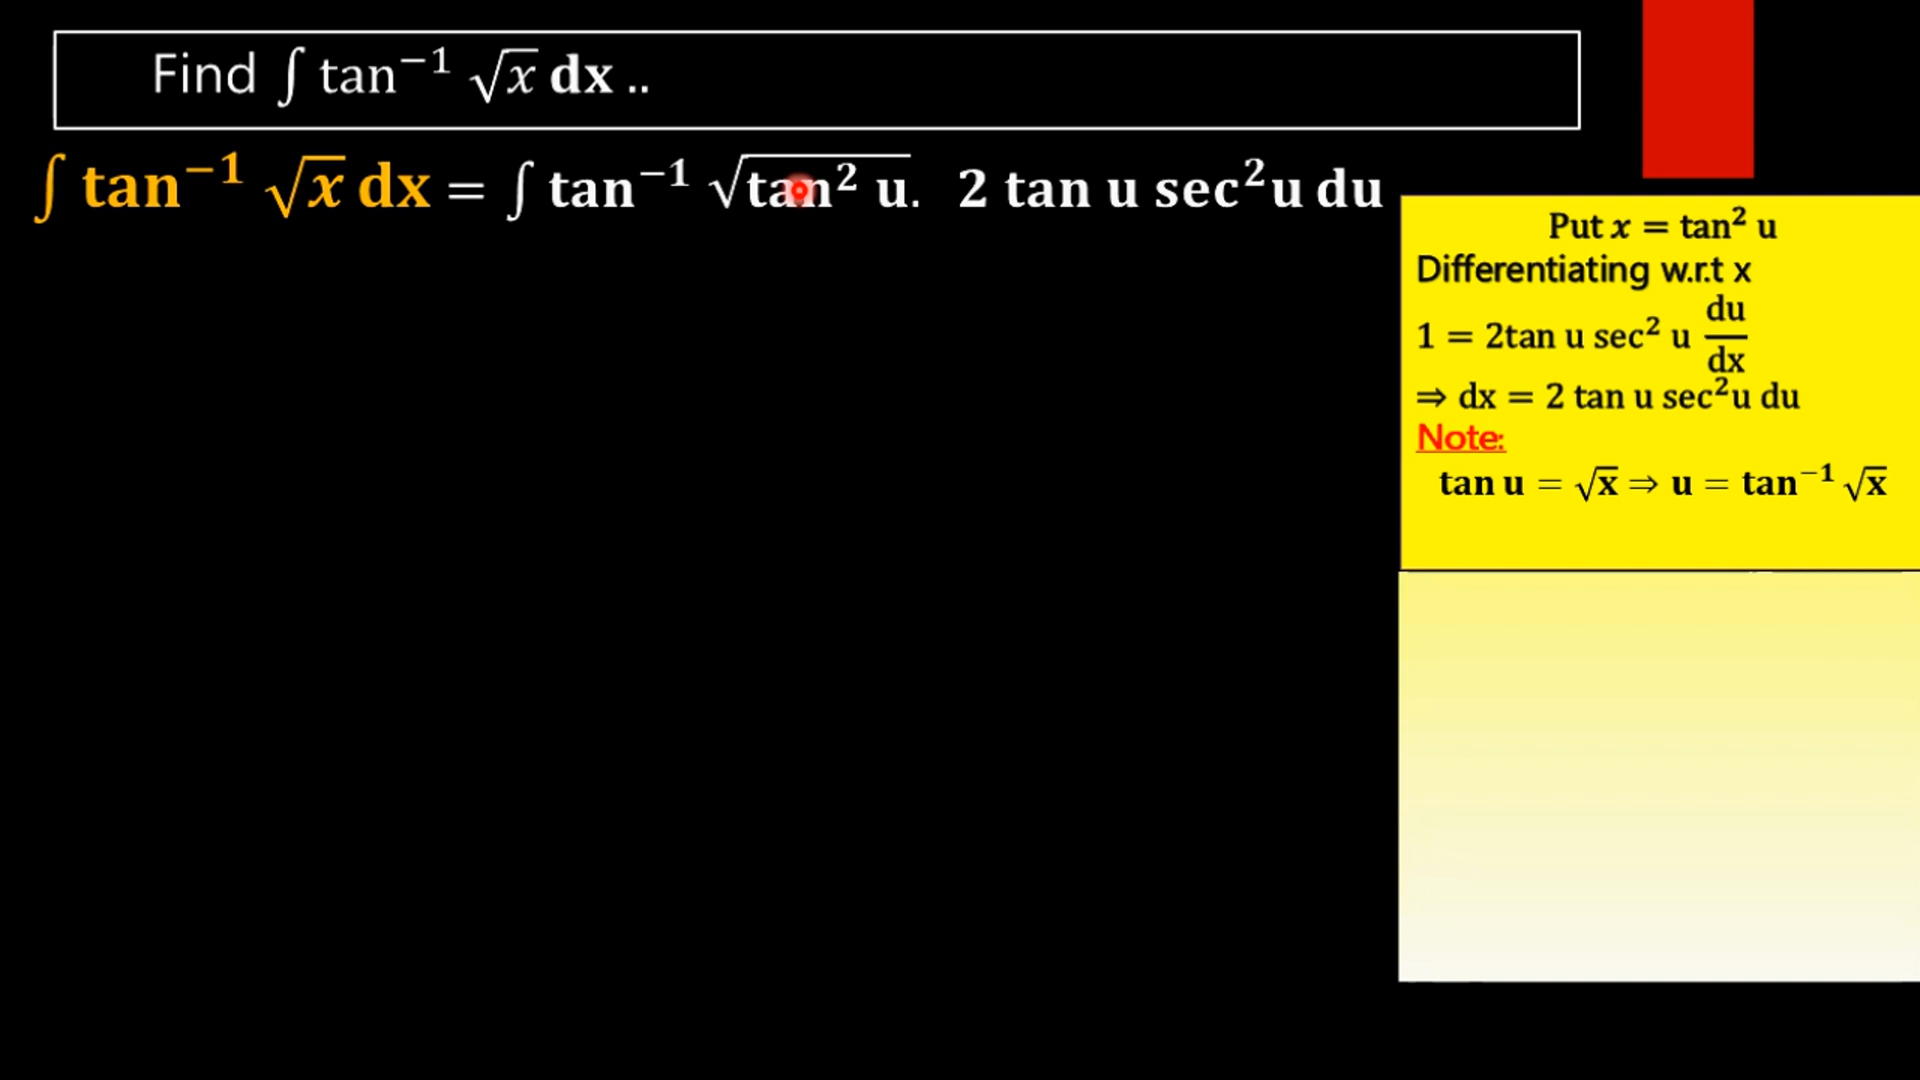 Find ∫ tan⁻¹ √x dx ..
∫ tan⁻¹ √x dx = ∫ tan⁻¹ √(tan² u). 2 tan u sec²u du
Put x = tan² u
Differentiating w.r.t x
1 = 2tan u sec² u du/dx
⇒ dx = 2 tan u sec²u du
Note:
tan u = √x ⇒ u = tan⁻¹ √x